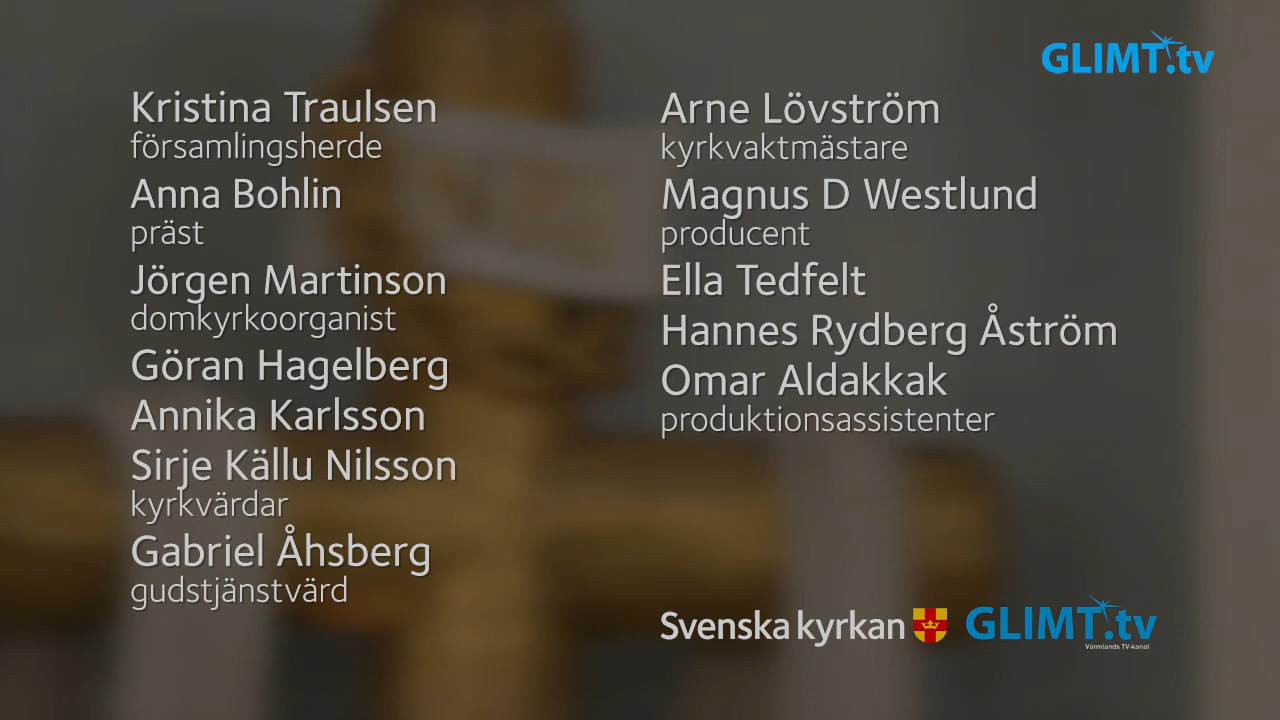 GLIMT.tv
Kristina Traulsen
församlingsherde
Anna Bohlin
präst
Jörgen Martinson
domkyrkoorganist
Göran Hagelberg
Annika Karlsson
Sirje Källu Nilsson
kyrkvärdar
Gabriel Åhsberg
gudstjänstvärd
Arne Lövström
kyrkvaktmästare
Magnus D Westlund
producent
Ella Tedfelt
Hannes Rydberg Åström
Omar Aldakkak
produktionsassistenter
Svenska kyrkan
GLIMT.tv
Värmlands TV-kanal